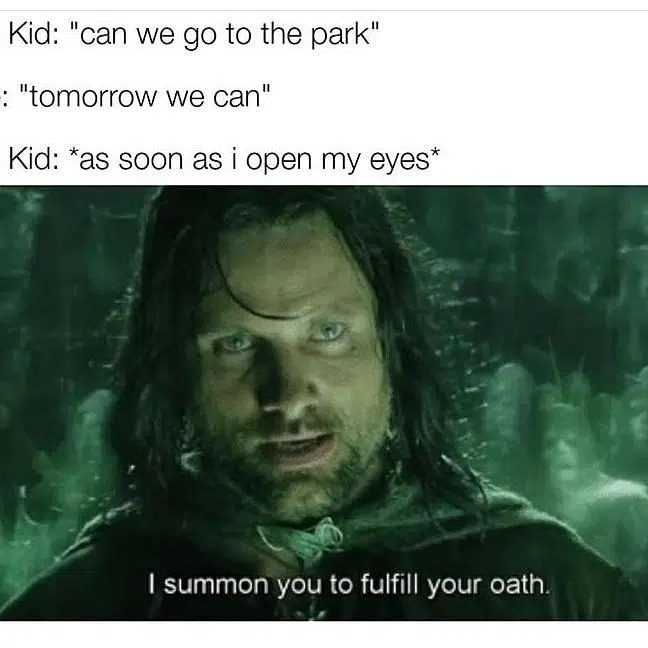 Kid: "can we go to the park"
: "tomorrow we can"
Kid: *as soon as i open my eyes*
I summon you to fulfill your oath.